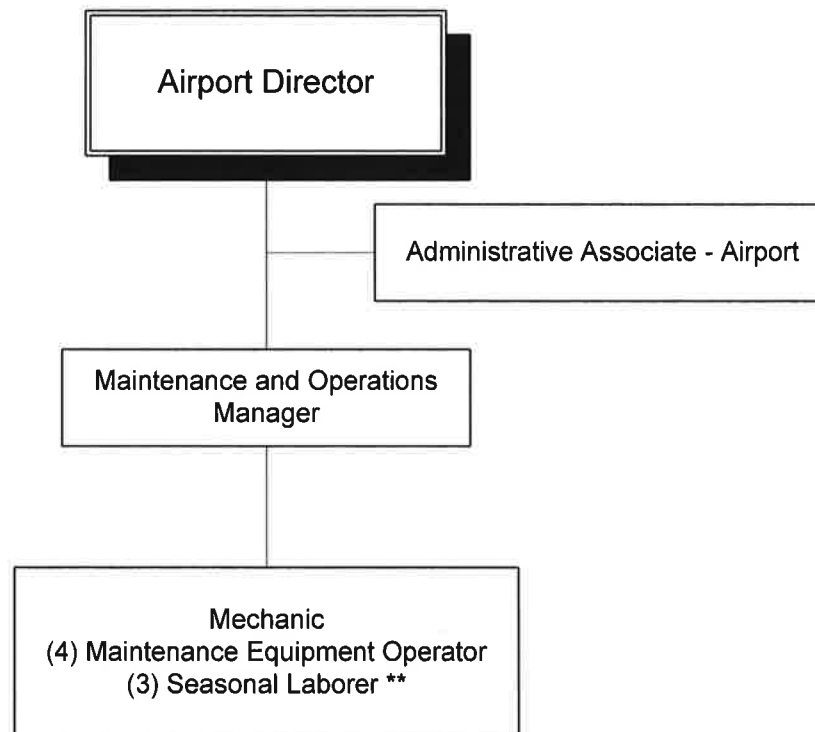 Airport Director
Administrative Associate - Airport
Maintenance and Operations
Manager
Mechanic
(4) Maintenance Equipment Operator
(3) Seasonal Laborer **